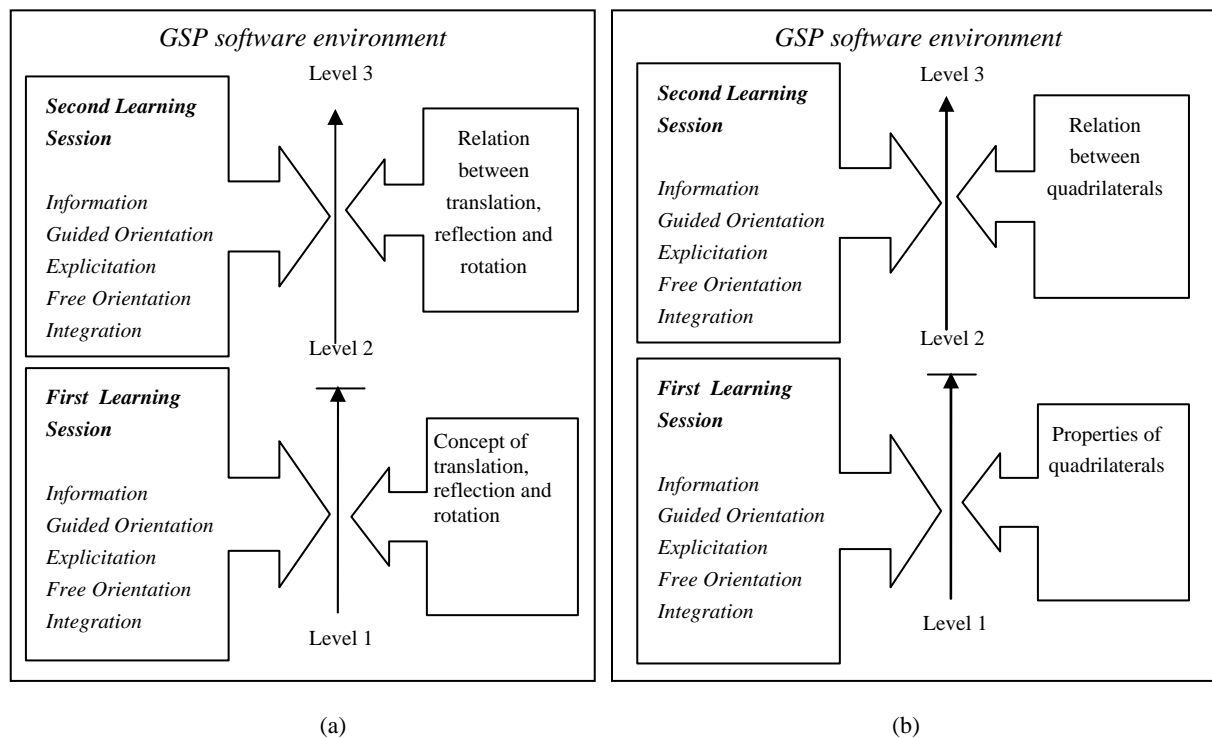 GSP software environment
Level 3
Second Learning
Session
Information
Guided Orientation
Explicitation
Free Orientation
Integration
Relation
between
translation,
reflection and
rotation
Level 2
First Learning
Session
Information
Guided Orientation
Explicitation
Free Orientation
Integration
Concept of
translation,
reflection and
rotation
Level 1
(a)
GSP software environment
Level 3
Second Learning
Session
Information
Guided Orientation
Explicitation
Free Orientation
Integration
Relation
between
quadrilaterals
Level 2
First Learning
Session
Information
Guided Orientation
Explicitation
Free Orientation
Integration
Properties of
quadrilaterals
Level 1
(b)